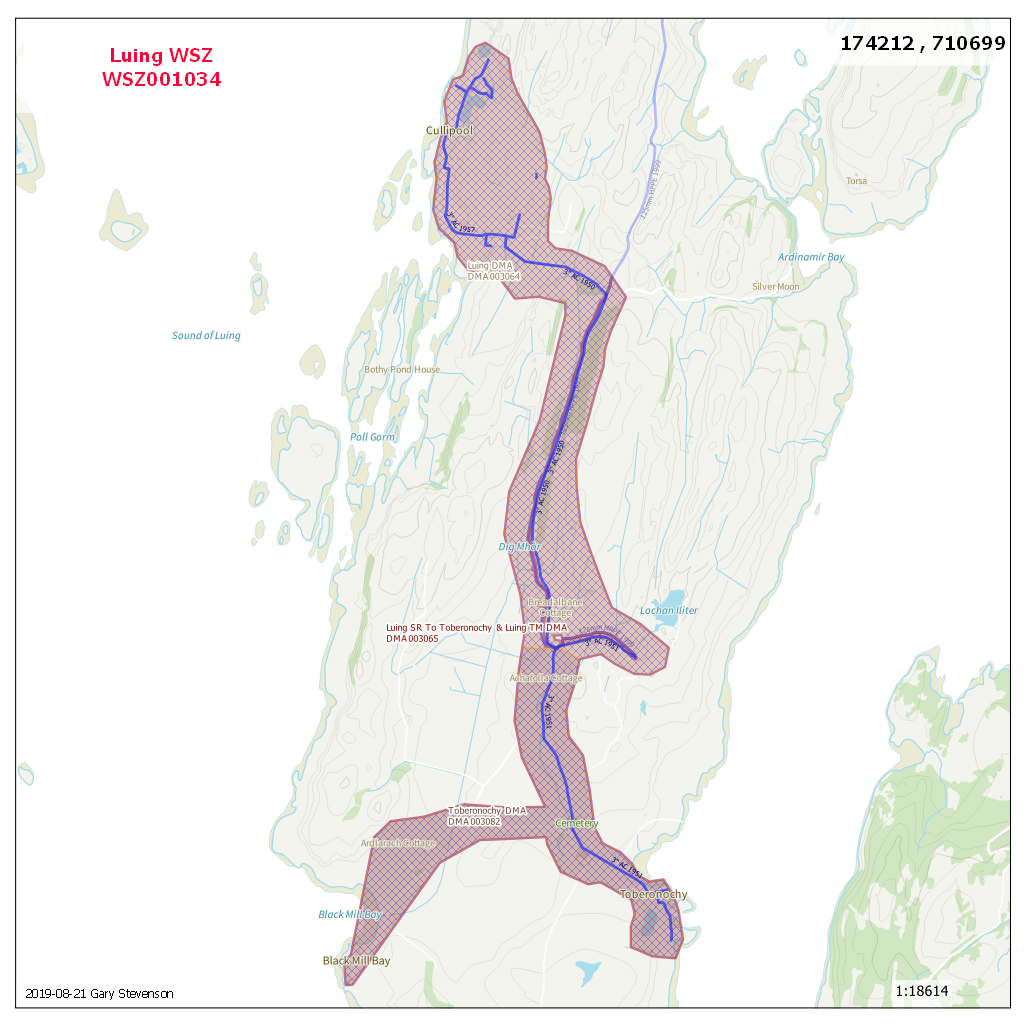 Luing WSZ
WSZ001034
174212 , 710699
Cullipool
125mm HPPE 1999
Torsa
3" AC 1957
Ardinamir Bay
Luing DMA
DMA003064
3" AC 1950
Silver Moon
Sound of Luing
Bothy Pond House
Poll Gorm
3" AC 1950
3" AC 1950
Dig Mhor
Breadalbane
Cottage
Lochan Iliter
Luing SR To Toberonochy & Luing TM DMA
DMA003065
3" AC 1951
Achafolla Cottage
3" AC 1951
Toberonochy DMA
DMA003082
Cemetery
Ardlarach Cottage
3" AC 1951
Toberonochy
Black Mill Bay
Black Mill Bay
2019-08-21 Gary Stevenson
1:18614